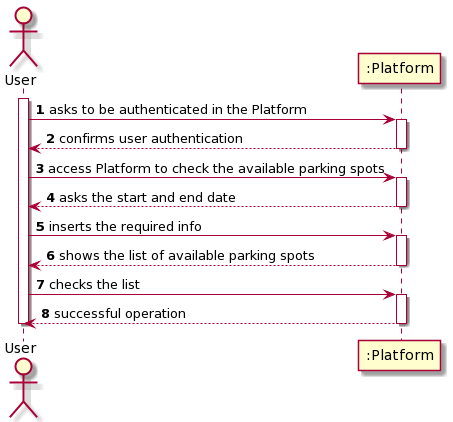 User
:Platform
1 asks to be authenticated in the Platform
2 confirms user authentication
3 access Platform to check the available parking spots
4 asks the start and end date
5 inserts the required info
6 shows the list of available parking spots
7 checks the list
8 successful operation
User
:Platform